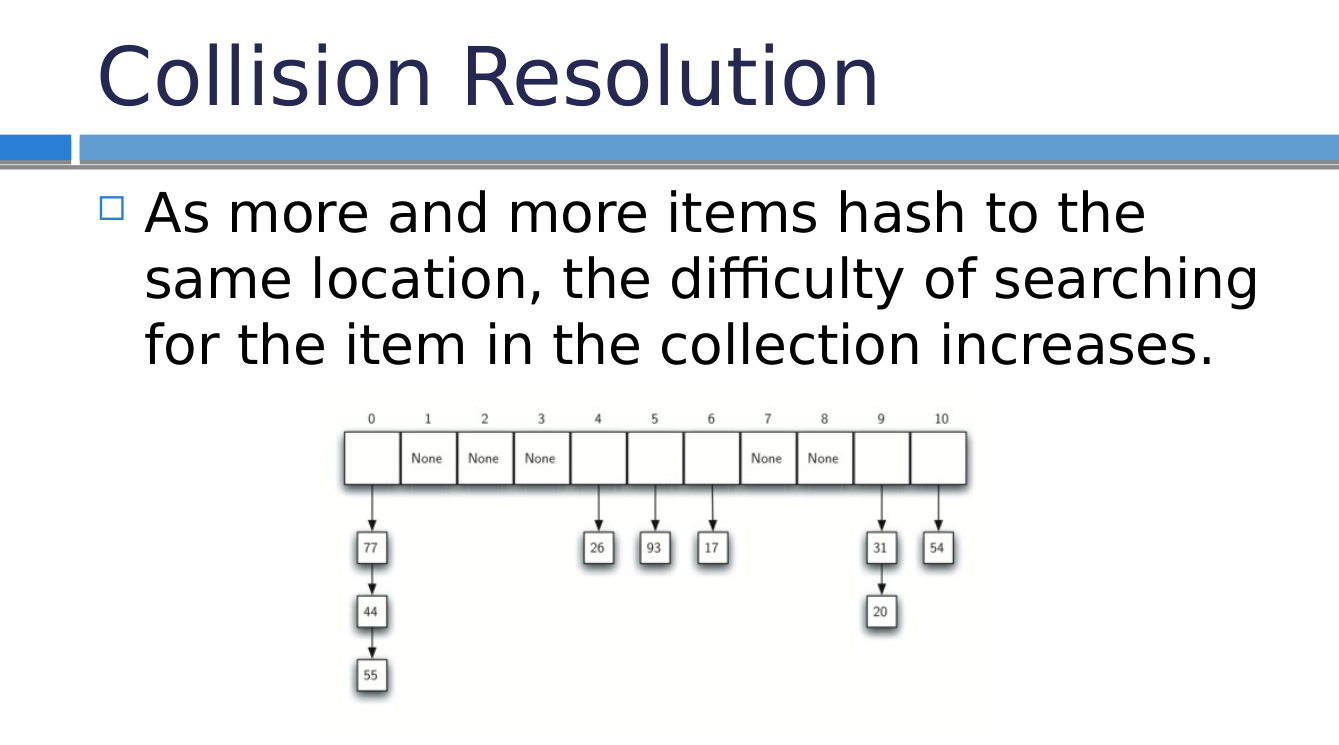 Collision Resolution
As more and more items hash to the
same location, the difficulty of searching
for the item in the collection increases.
0 1 2 3 4 5 6 7 8 9 10
None None None None None
77 26 93 17 31 54
44 20
55